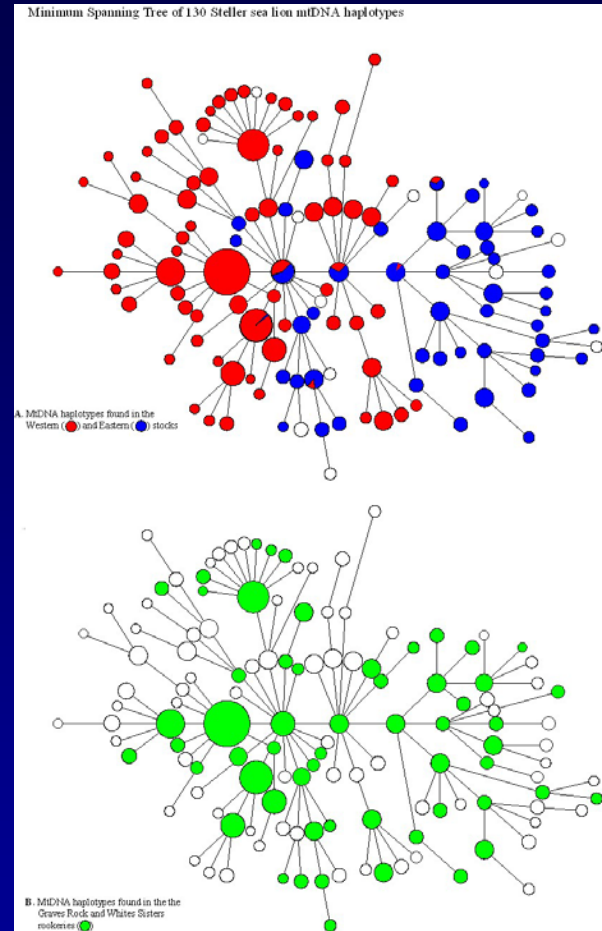 Minimum Spanning Tree of 130 Steller sea lion mtDNA haplotypes
A. MtDNA haplotypes found in the
Western ( ) and Eastern ( ) stocks
B. MtDNA haplotypes found in the the
Graves Rock and Whites Sisters
rookeries ( )